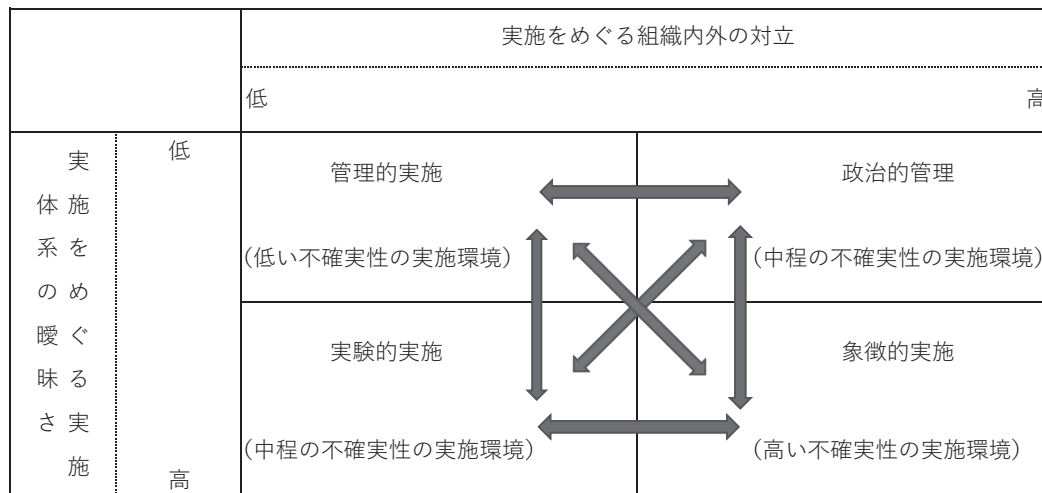 実施をめぐる組織内外の対立
低 高
実施をめぐる実施
体系の曖昧さ
低
管理的実施 政治的管理
(低い不確実性の実施環境) (中程の不確実性の実施環境)
実験的実施 象徴的実施
(中程の不確実性の実施環境) (高い不確実性の実施環境)
高